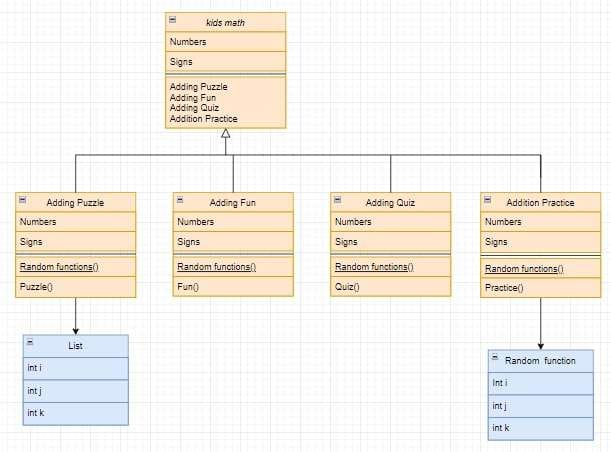 kids math
Numbers
Signs
Adding Puzzle
Adding Fun
Adding Quiz
Addition Practice
Adding Puzzle
Numbers
Signs
Random functions()
Puzzle()
Adding Fun
Numbers
Signs
Random functions()
Fun()
Adding Quiz
Numbers
Signs
Random functions()
Quiz()
Addition Practice
Numbers
Signs
Random functions()
Practice()
List
int i
int j
int k
Random function
Int i
int j
int k